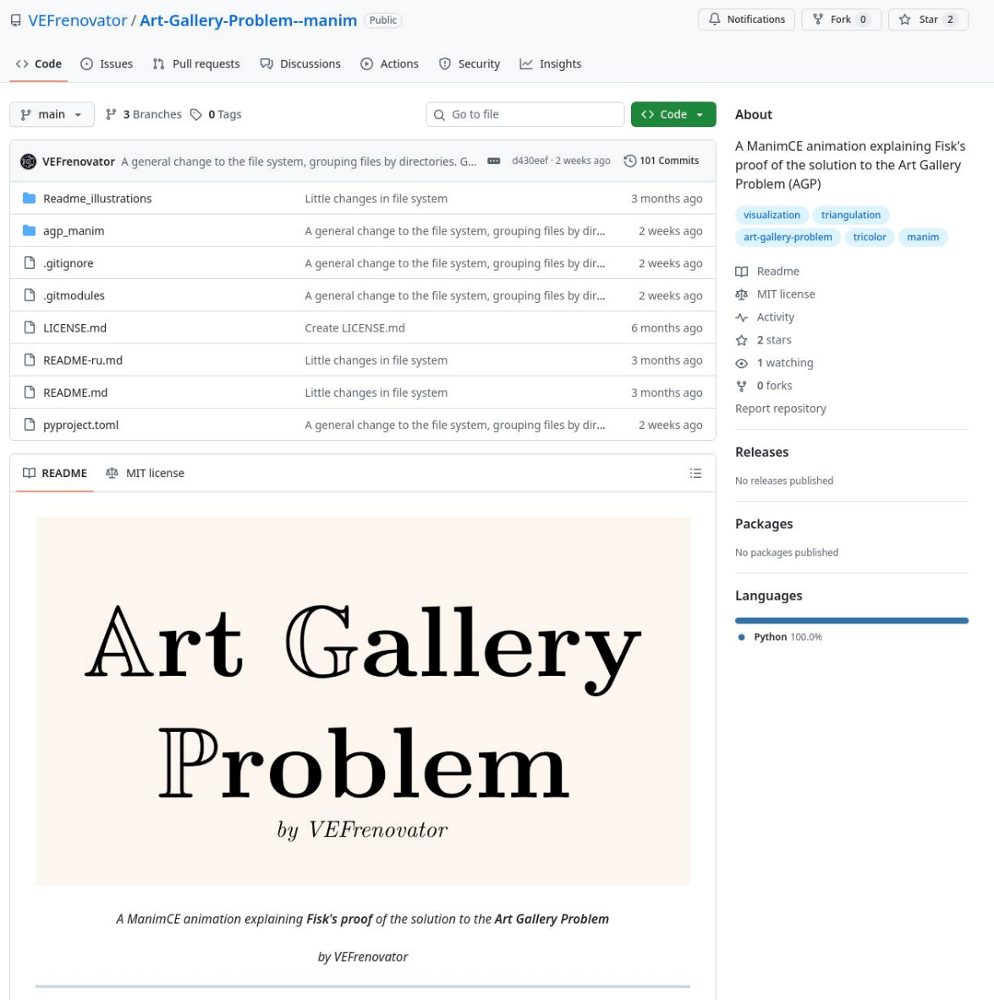 VEFrenovator / Art-Gallery-Problem--manim Public
Notifications Fork 0 Star 2
Code Issues Pull requests Discussions Actions Security Insights
main 3 Branches 0 Tags Go to file Code
VEFrenovator A general change to the file system, grouping files by directories. G... d430eef · 2 weeks ago 101 Commits
Readme_illustrations Little changes in file system 3 months ago
agp_manim A general change to the file system, grouping files by dir... 2 weeks ago
.gitignore A general change to the file system, grouping files by dir... 2 weeks ago
.gitmodules A general change to the file system, grouping files by dir... 2 weeks ago
LICENSE.md Create LICENSE.md 6 months ago
README-ru.md Little changes in file system 3 months ago
README.md Little changes in file system 3 months ago
pyproject.toml A general change to the file system, grouping files by dir... 2 weeks ago
README MIT license
Art Gallery
Problem
by VEFrenovator
A ManimCE animation explaining Fisk's proof of the solution to the Art Gallery Problem
by VEFrenovator
About
A ManimCE animation explaining Fisk's
proof of the solution to the Art Gallery
Problem (AGP)
visualization triangulation
art-gallery-problem tricolor manim
Readme
MIT license
Activity
2 stars
1 watching
0 forks
Report repository
Releases
No releases published
Packages
No packages published
Languages
Python 100.0%